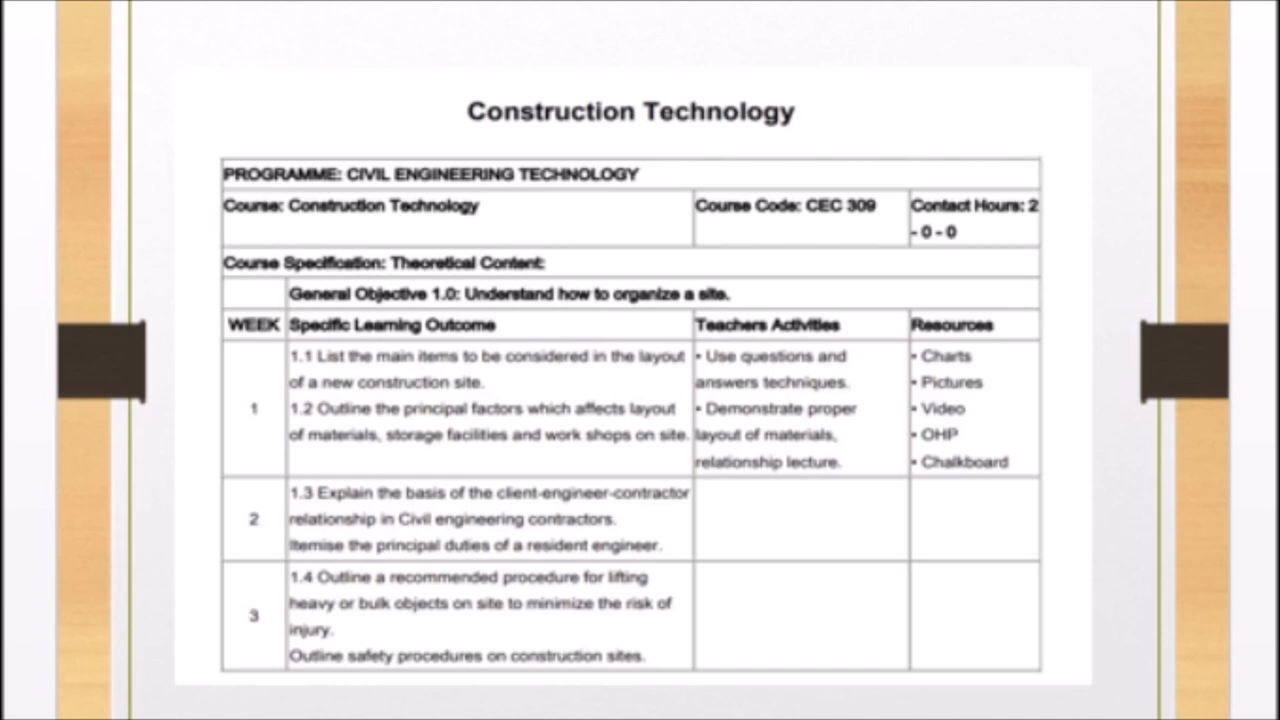 Construction Technology
PROGRAMME: CIVIL ENGINEERING TECHNOLOGY
Course: Construction Technology
Course Code: CEC 309
Contact Hours: 2
- 0 - 0
Course Specification: Theoretical Content:
General Objective 1.0: Understand how to organize a site.
WEEK
Specific Learning Outcome
Teachers Activities
Resources
1
1.1 List the main items to be considered in the layout
of a new construction site.
1.2 Outline the principal factors which affects layout
of materials, storage facilities and work shops on site.
• Use questions and
answers techniques.
• Demonstrate proper
layout of materials,
relationship lecture.
• Charts
• Pictures
• Video
• OHP
• Chalkboard
2
1.3 Explain the basis of the client-engineer-contractor
relationship in Civil engineering contractors.
Itemise the principal duties of a resident engineer.
3
1.4 Outline a recommended procedure for lifting
heavy or bulk objects on site to minimize the risk of
injury.
Outline safety procedures on construction sites.